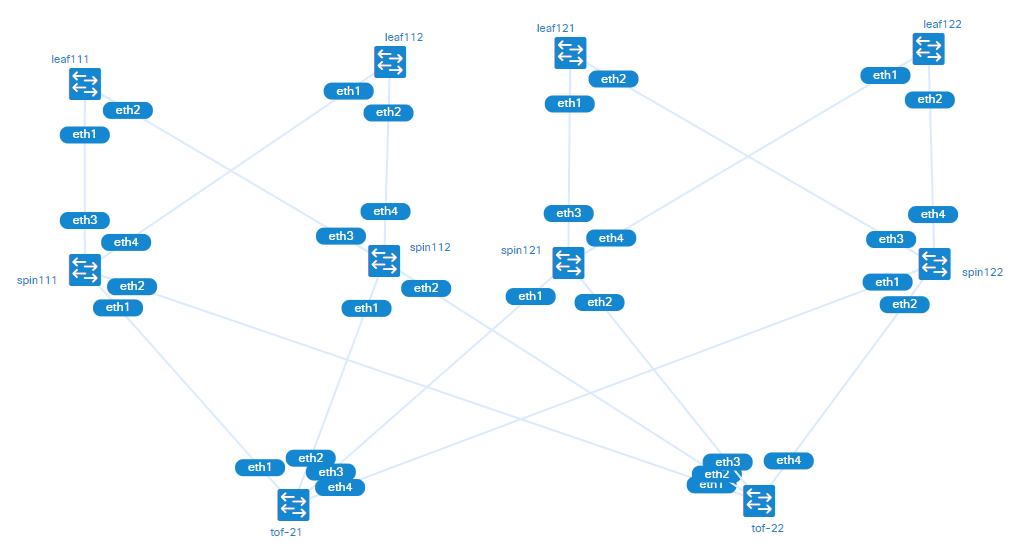 leaf111
leaf112
leaf121
leaf122
eth2
eth1
eth1
eth2
eth2
eth1
eth1
eth2
eth3
eth4
eth3
eth4
eth3
eth4
eth3
eth4
spin111
spin112
spin121
spin122
eth2
eth1
eth2
eth1
eth1
eth2
eth1
eth2
eth1
eth2
eth3
eth4
eth3
eth2
eth1
eth4
tof-21
tof-22